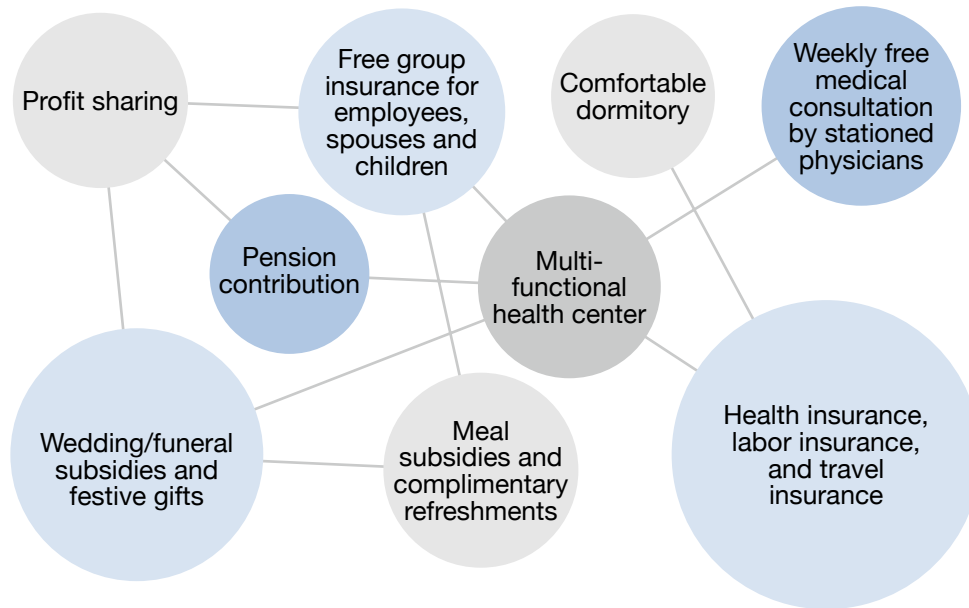 Profit sharing
Free group
insurance for
employees,
spouses and
children
Comfortable
dormitory
Weekly free
medical
consultation
by stationed
physicians
Pension
contribution
Multi-
functional
health center
Wedding/funeral
subsidies and
festive gifts
Meal
subsidies and
complimentary
refreshments
Health insurance,
labor insurance,
and travel
insurance